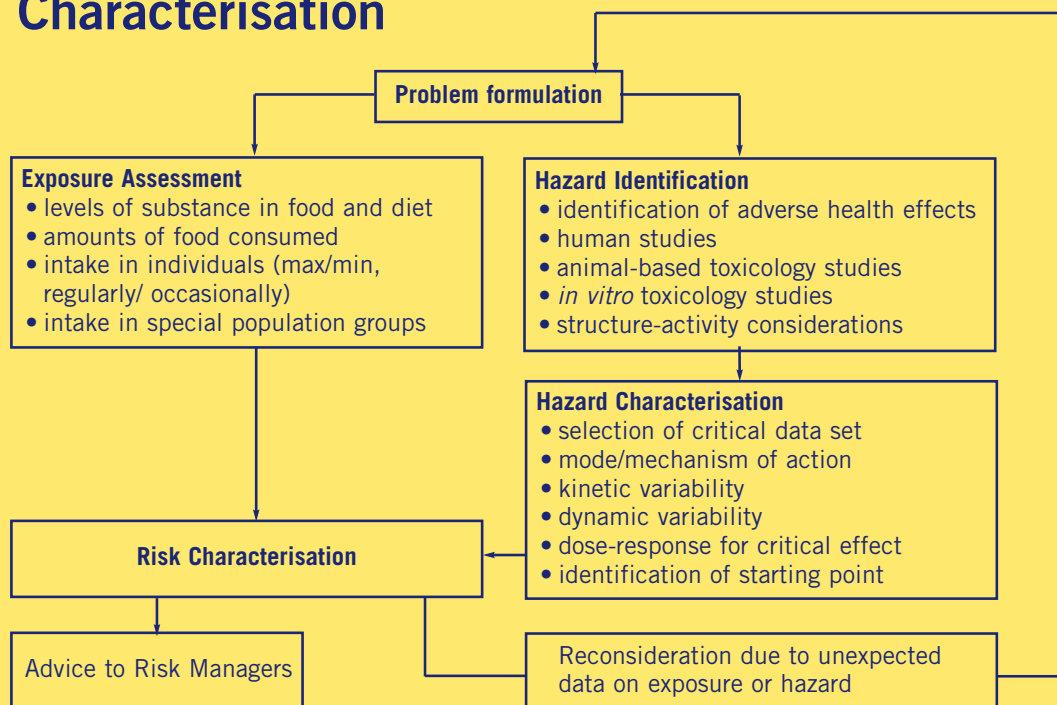 Characterisation
Problem formulation
Exposure Assessment
• levels of substance in food and diet
• amounts of food consumed
• intake in individuals (max/min,
regularly/ occasionally)
• intake in special population groups
Hazard Identification
• identification of adverse health effects
• human studies
• animal-based toxicology studies
• in vitro toxicology studies
• structure-activity considerations
Hazard Characterisation
• selection of critical data set
• mode/mechanism of action
• kinetic variability
• dynamic variability
• dose-response for critical effect
• identification of starting point
Risk Characterisation
Advice to Risk Managers
Reconsideration due to unexpected
data on exposure or hazard